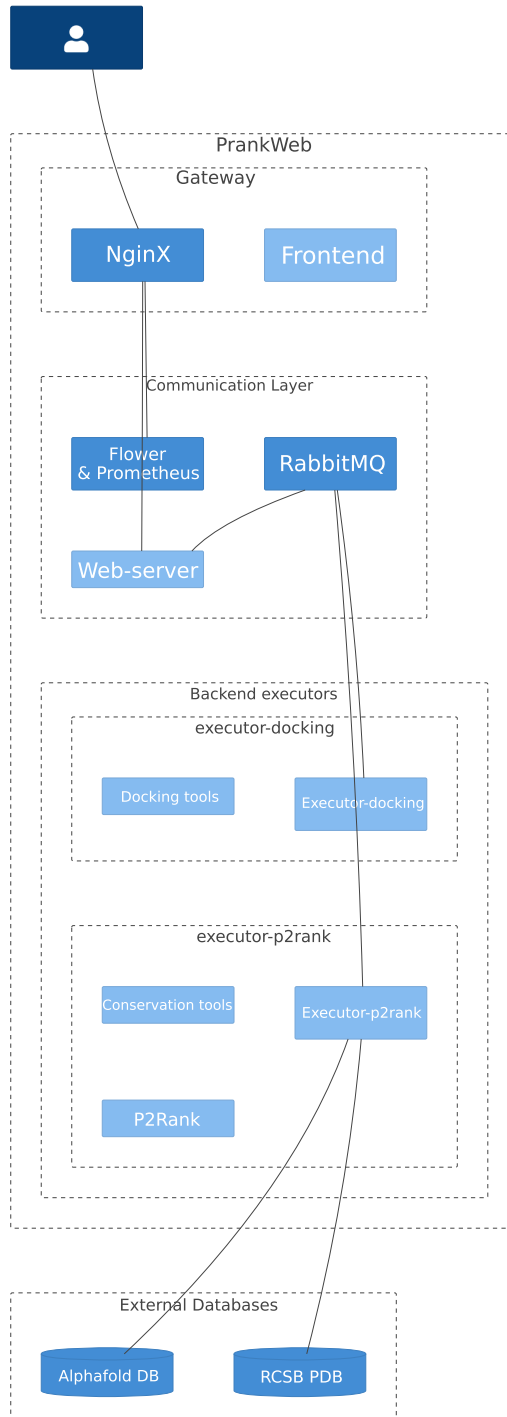 PrankWeb
Gateway
NginX
Frontend
Communication Layer
Flower
& Prometheus
RabbitMQ
Web-server
Backend executors
executor-docking
Docking tools
Executor-docking
executor-p2rank
Conservation tools
Executor-p2rank
P2Rank
External Databases
Alphafold DB
RCSB PDB